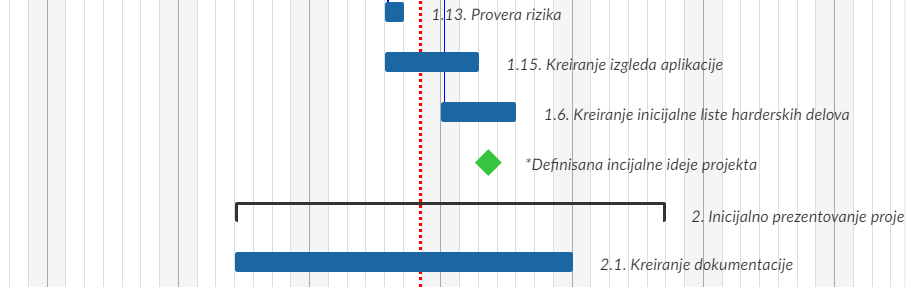 1.13. Provera rizika
1.15. Kreiranje izgleda aplikacije
1.6. Kreiranje inicijalne liste harderskih delova
*Definisana incijalne ideje projekta
2. Inicijalno prezentovanje proje
2.1. Kreiranje dokumentacije